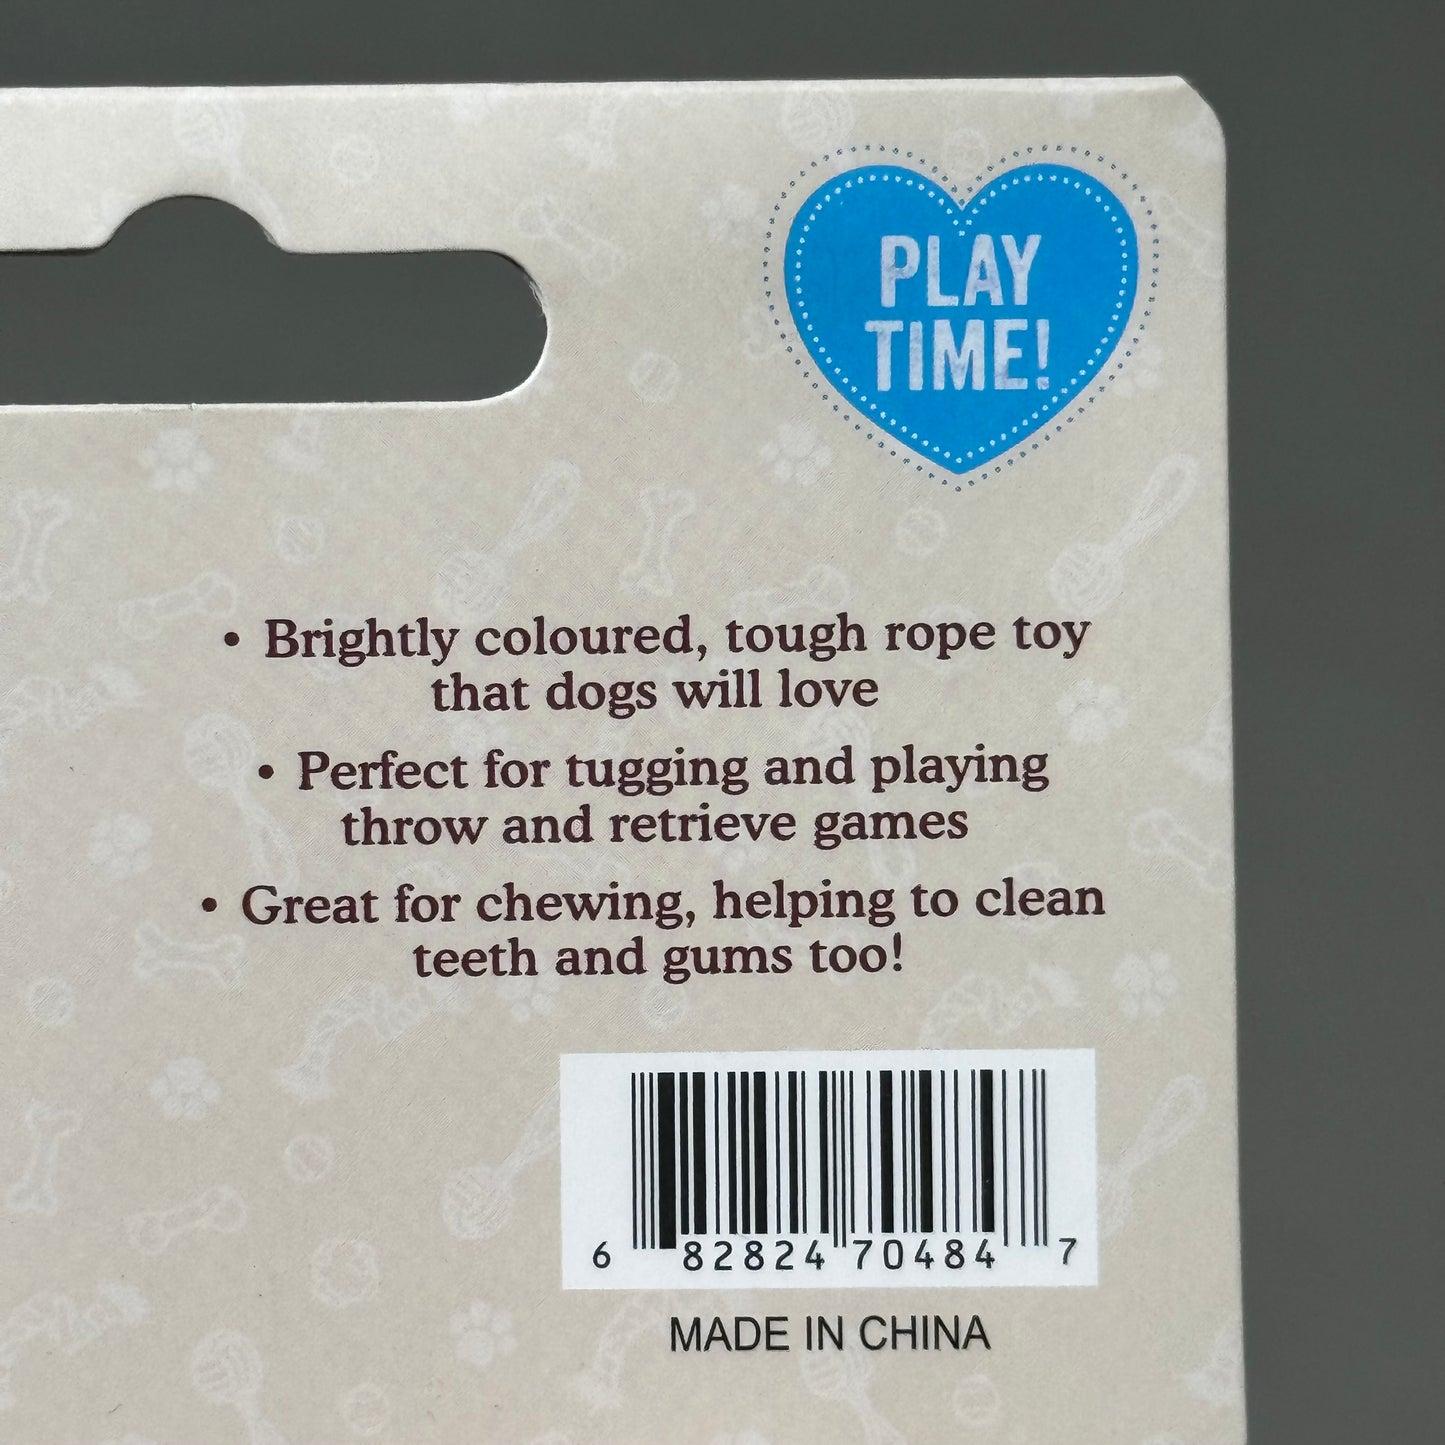 PLAY
TIME!
• Brightly coloured, tough rope toy
that dogs will love
• Perfect for tugging and playing
throw and retrieve games
• Great for chewing, helping to clean
teeth and gums too!
6 82824 70484 7
MADE IN CHINA